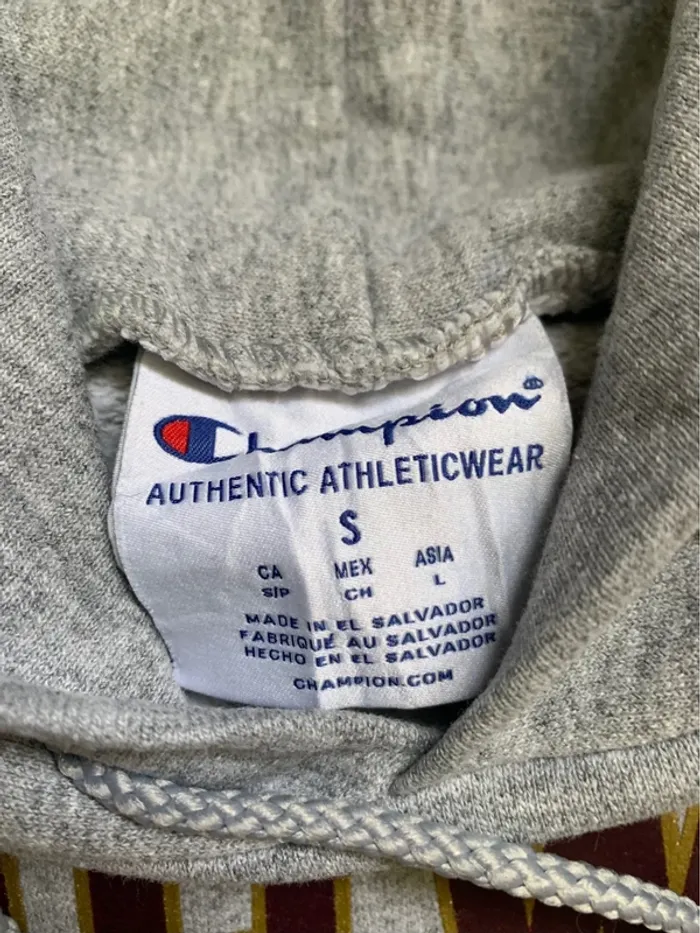 Champion
AUTHENTIC ATHLETICWEAR
S
CA MEX ASIA
S/P CH L
MADE IN EL SALVADOR
FABRIQUÉ AU SALVADOR
HECHO EN EL SALVADOR
CHAMPION.COM